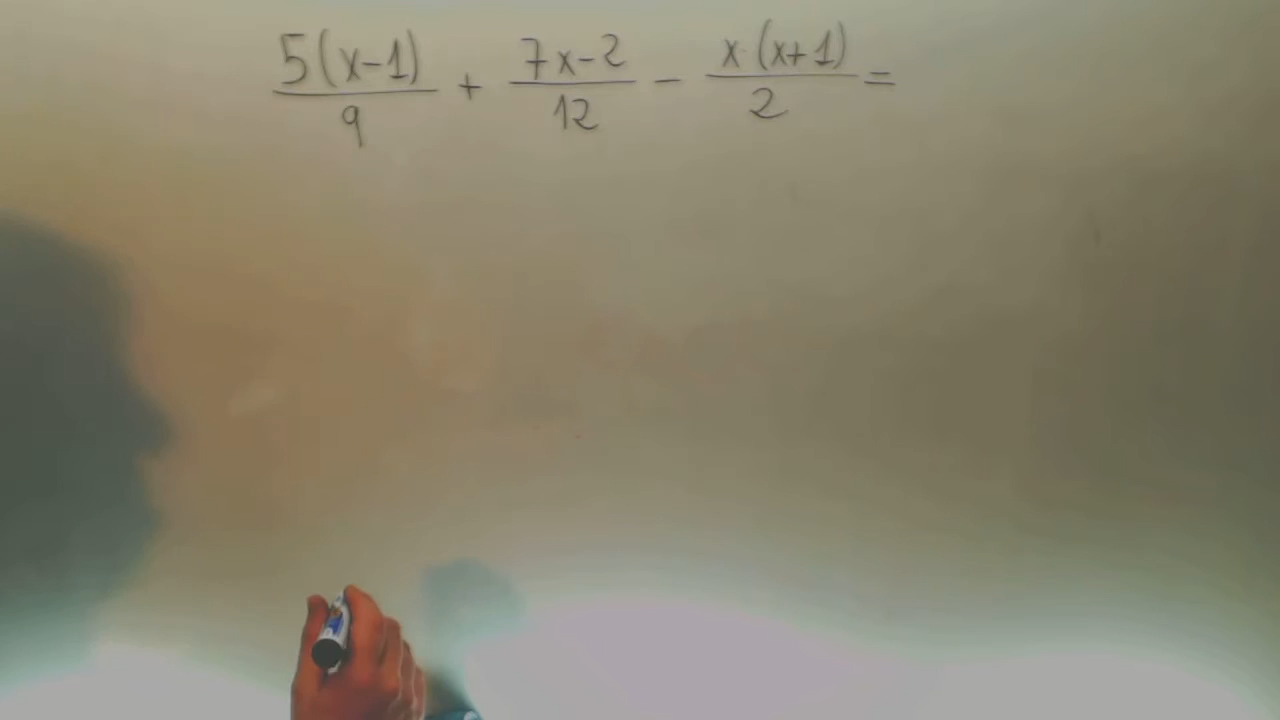 5(x-1)/9 + 7x-2/12 - x·(x+1)/2 =